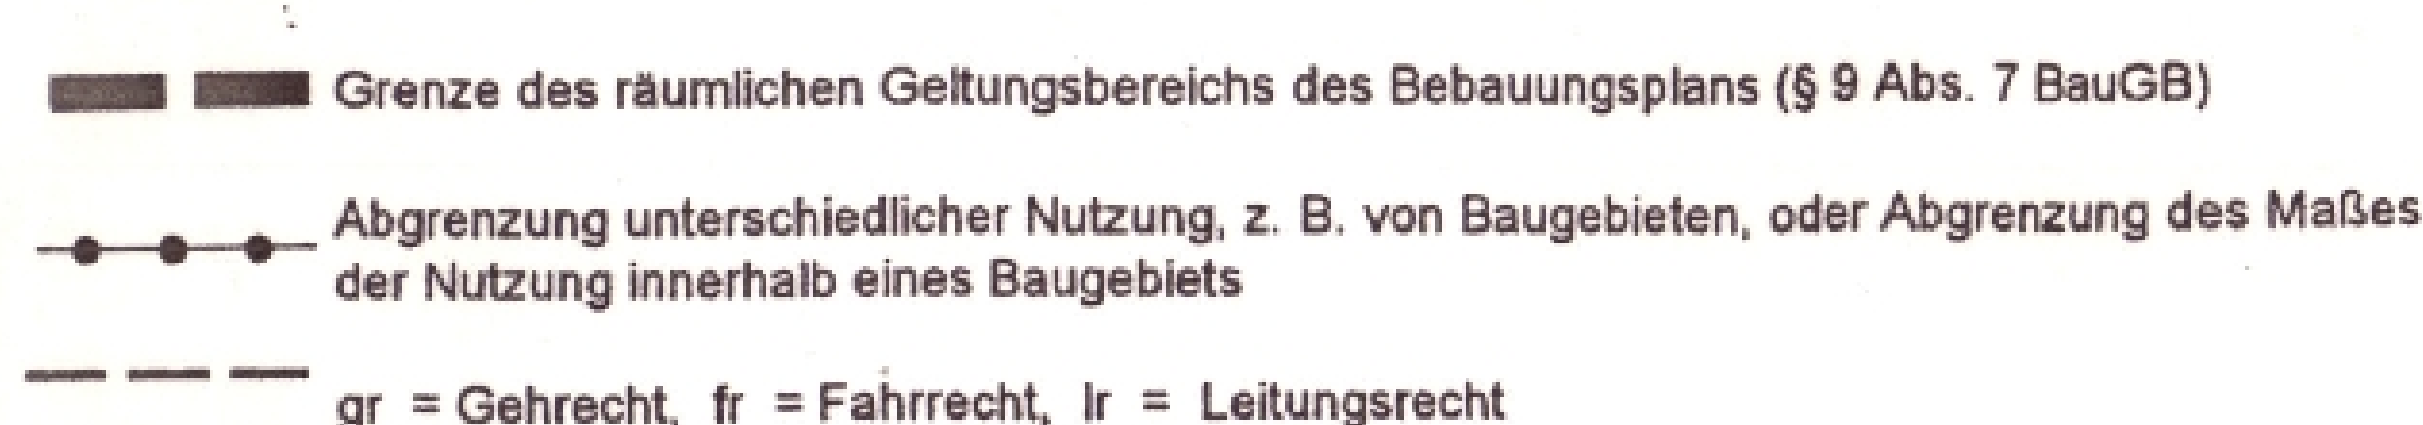 Grenze des räumlichen Geltungsbereichs des Bebauungsplans (§ 9 Abs. 7 BauGB)
Abgrenzung unterschiedlicher Nutzung, z. B. von Baugebieten, oder Abgrenzung des Maßes
der Nutzung innerhalb eines Baugebiets
gr = Gehrecht, fr = Fahrrecht, lr = Leitungsrecht